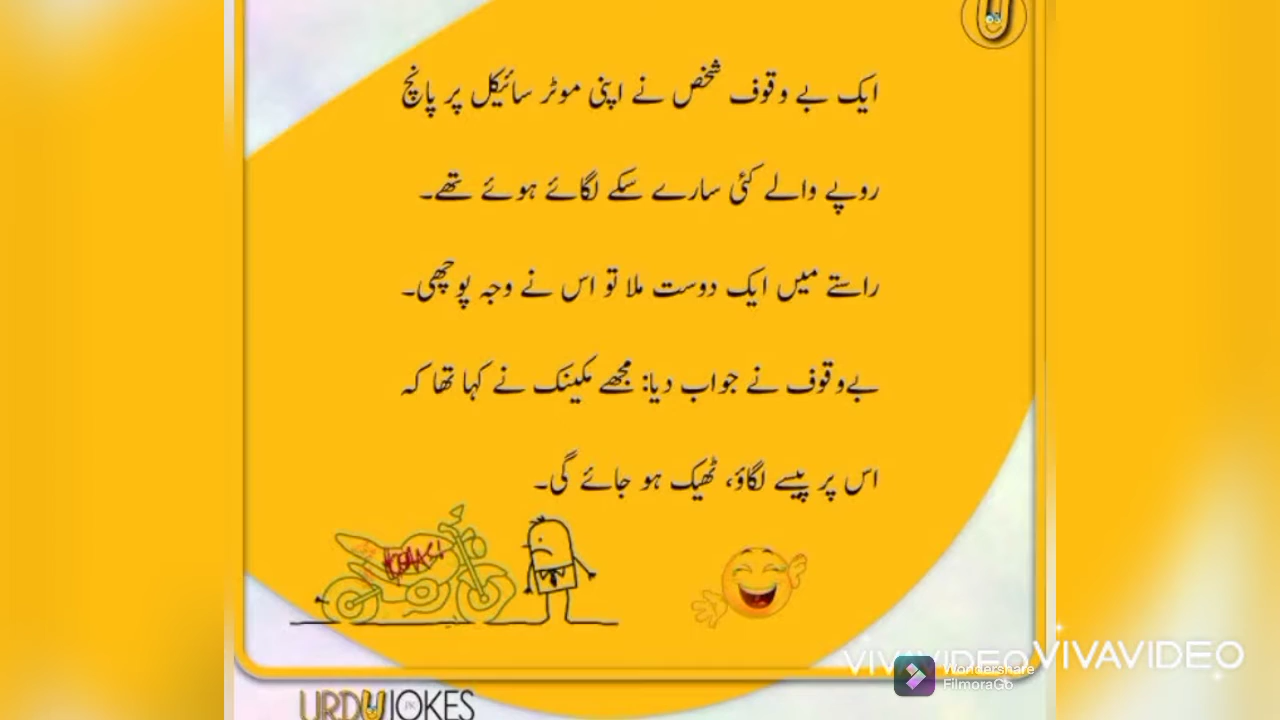 ایک بے وقوف شخص نے اپنی موٹر سائیکل پر پانچ
روپے والے کئی سارے سکے لگائے ہوئے تھے۔
راستے میں ایک دوست ملا تو اس نے وجہ پوچھی۔
بےوقوف نے جواب دیا: مجھے مکینک نے کہا تھا کہ
اس پر پیسے لگاؤ، ٹھیک ہو جائے گی۔
VIVAVIDEO
VIVAVIDEO
Wondershare
FilmoraGo
URDU JOKES